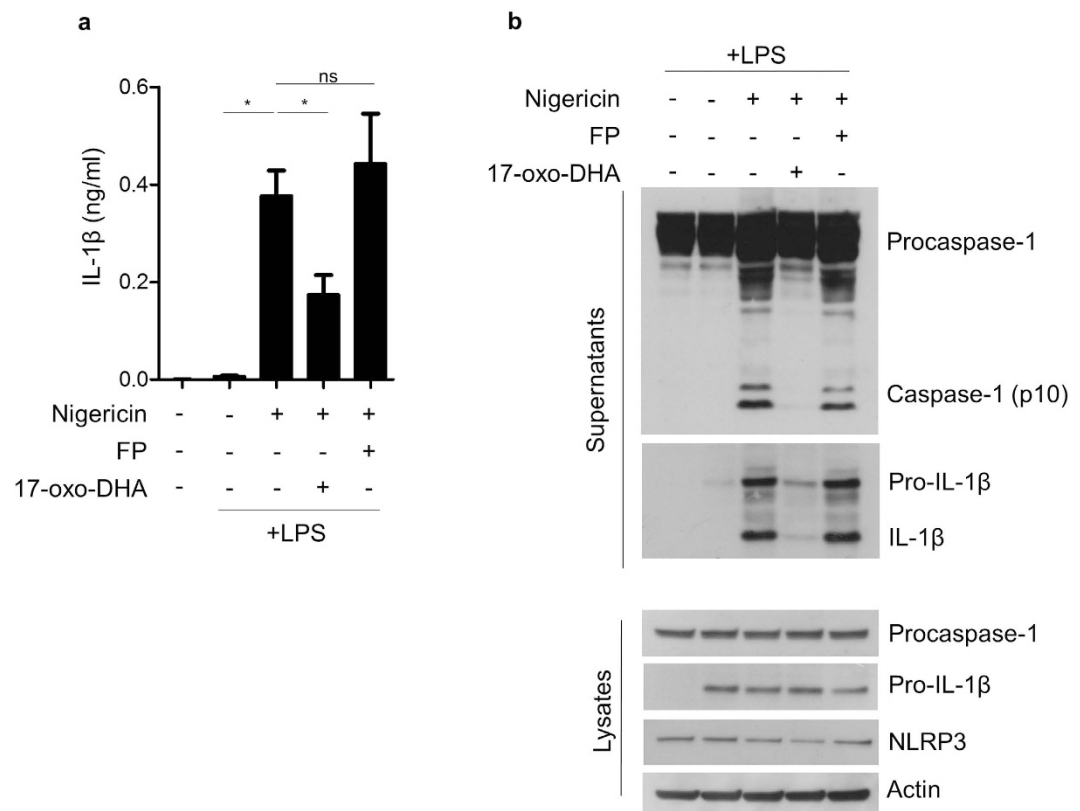 a
ns
* *
0.6
0.4
0.2
0.0
IL-1β (ng/ml)
Nigericin - - + + +
FP - - - - +
17-oxo-DHA - - - + -
+LPS
b
+LPS
Nigericin - - + + +
FP - - - - +
17-oxo-DHA - - - + -
Supernatants
Procaspase-1
Caspase-1 (p10)
Pro-IL-1β
IL-1β
Lysates
Procaspase-1
Pro-IL-1β
NLRP3
Actin